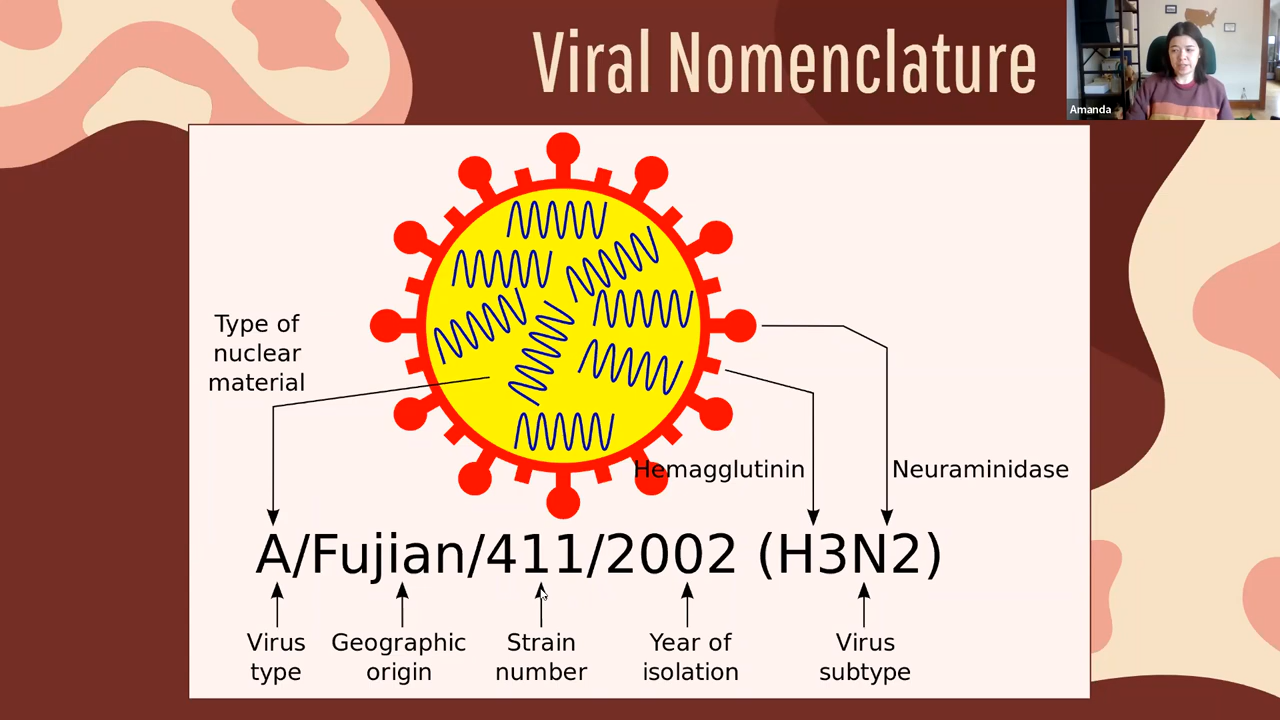 Viral Nomenclature
Amanda
Type of
nuclear
material
Hemagglutinin
Neuraminidase
A/Fujian/411/2002 (H3N2)
Virus
type
Geographic
origin
Strain
number
Year of
isolation
Virus
subtype